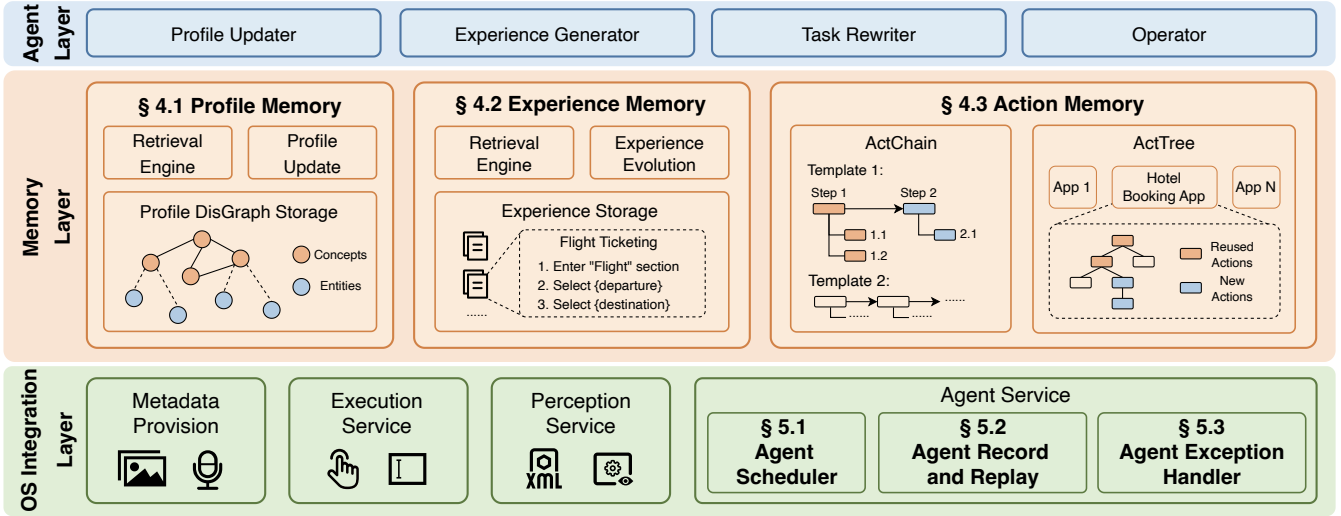 Agent
Layer
Profile Updater
Experience Generator
Task Rewriter
Operator
Memory
Layer
§ 4.1 Profile Memory
Retrieval
Engine
Profile
Update
Profile DisGraph Storage
Concepts
Entities
§ 4.2 Experience Memory
Retrieval
Engine
Experience
Evolution
Experience Storage
......
Flight Ticketing
1. Enter "Flight" section
2. Select {departure}
3. Select {destination}
§ 4.3 Action Memory
ActChain
Template 1:
Step 1
Step 2
1.1
2.1
1.2
Template 2:
......
......
......
ActTree
App 1
Hotel
Booking App
App N
Reused
Actions
New
Actions
OS Integration
Layer
Metadata
Provision
Execution
Service
Perception
Service
XML
Agent Service
§ 5.1
Agent
Scheduler
§ 5.2
Agent Record
and Replay
§ 5.3
Agent Exception
Handler